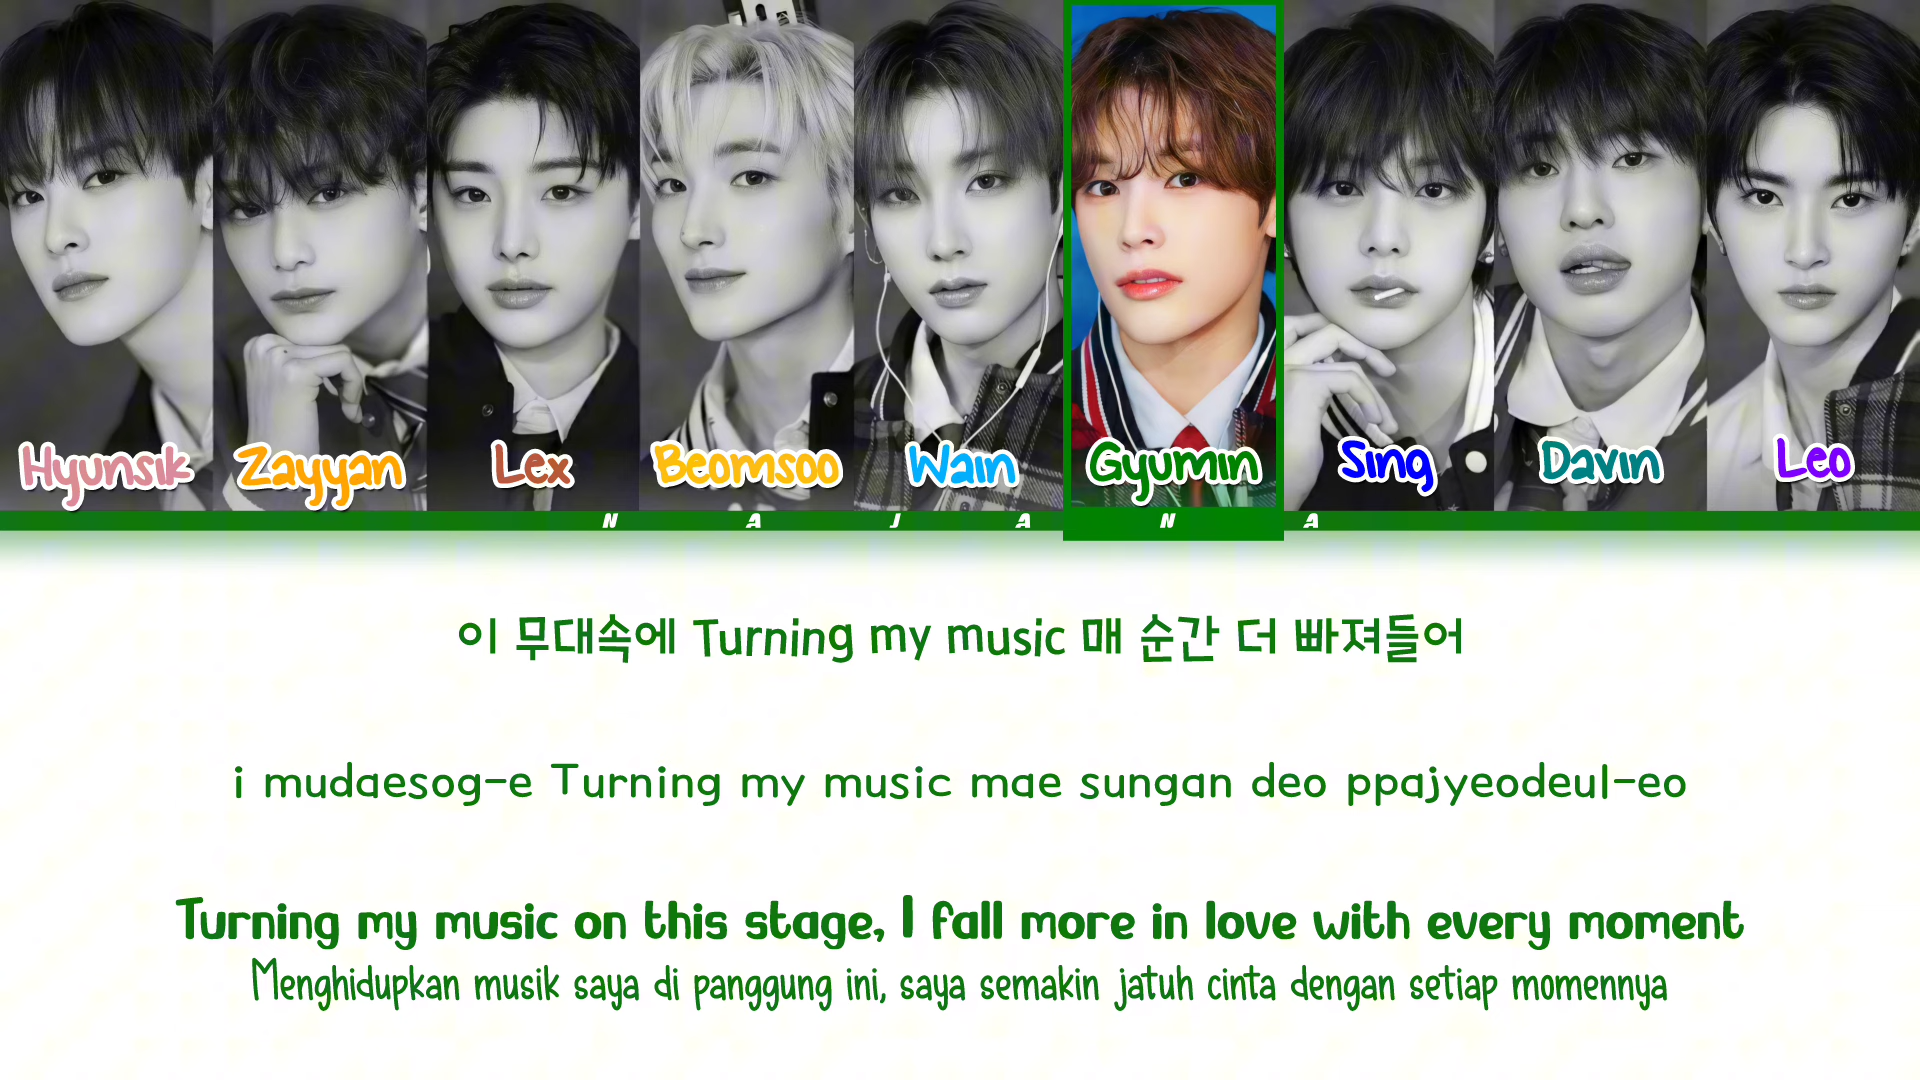 Hyunsik Zayyan Lex Beomsoo Wain Gyumin Sing Davin Leo
N A J A N A
이 무대속에 Turning my music 매 순간 더 빠져들어
i mudaesog-e Turning my music mae sungan deo ppajyeodeul-eo
Turning my music on this stage, I fall more in love with every moment
Menghidupkan musik saya di panggung ini, saya semakin jatuh cinta dengan setiap momennya